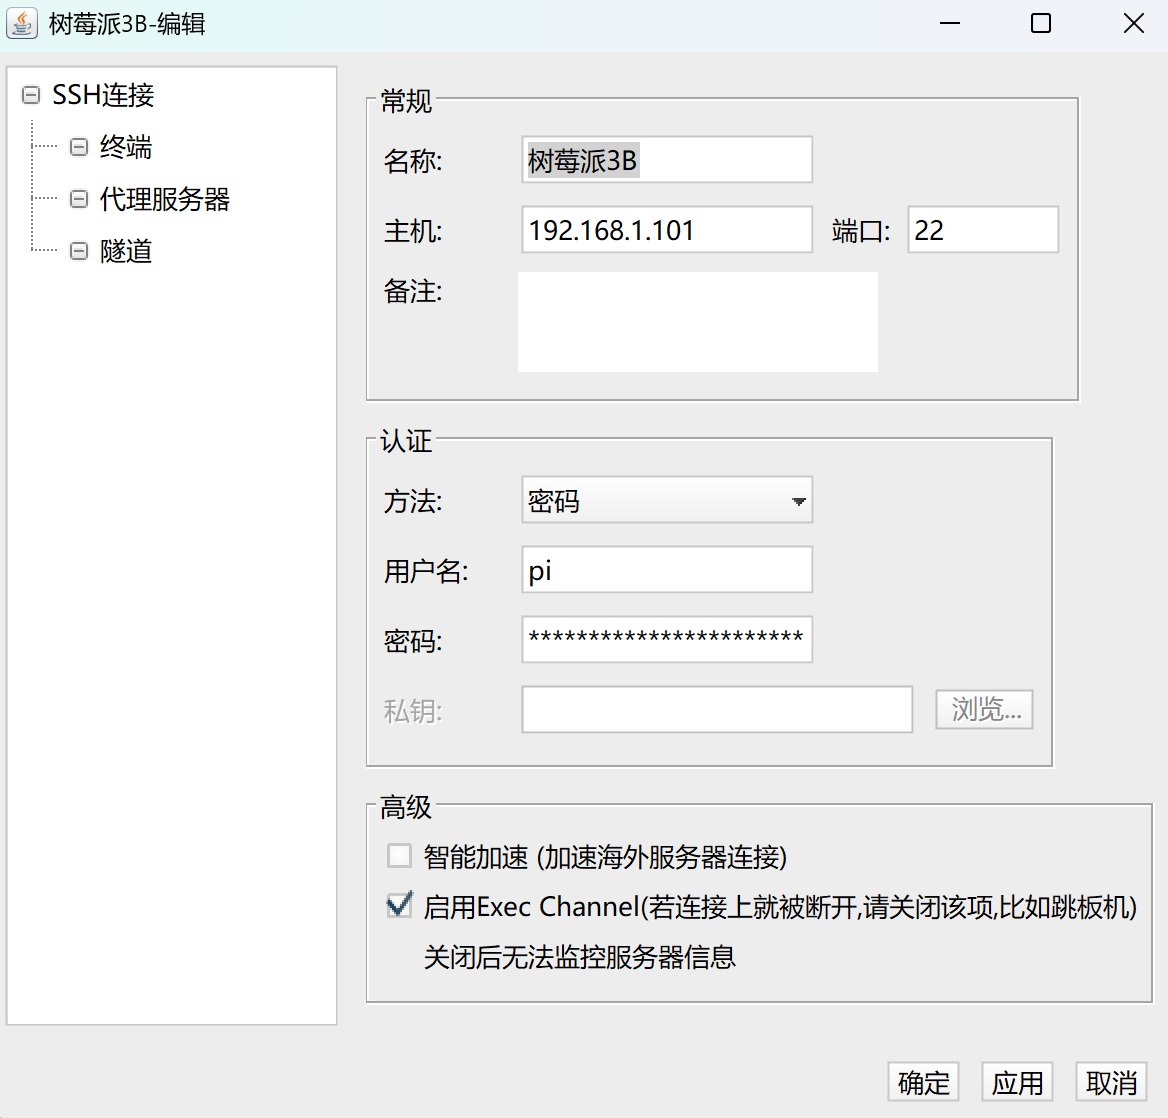 树莓派3B-编辑
SSH连接
终端
代理服务器
隧道
常规
名称: 树莓派3B
主机: 192.168.1.101 端口: 22
备注:
认证
方法: 密码
用户名: pi
密码: ***********************
私钥: 浏览...
高级
智能加速 (加速海外服务器连接)
启用Exec Channel(若连接上就被断开,请关闭该项,比如跳板机)
关闭后无法监控服务器信息
确定 应用 取消